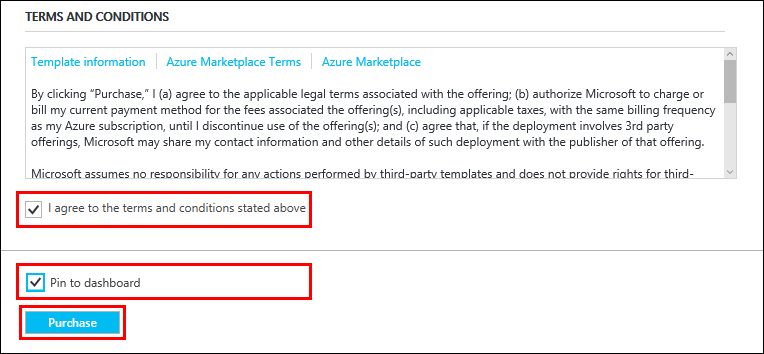 TERMS AND CONDITIONS
Template information Azure Marketplace Terms Azure Marketplace
By clicking “Purchase,” I (a) agree to the applicable legal terms associated with the offering; (b) authorize Microsoft to charge or
bill my current payment method for the fees associated the offering(s), including applicable taxes, with the same billing frequency
as my Azure subscription, until I discontinue use of the offering(s); and (c) agree that, if the deployment involves 3rd party
offerings, Microsoft may share my contact information and other details of such deployment with the publisher of that offering.
Microsoft assumes no responsibility for any actions performed by third-party templates and does not provide rights for third-
I agree to the terms and conditions stated above
Pin to dashboard
Purchase